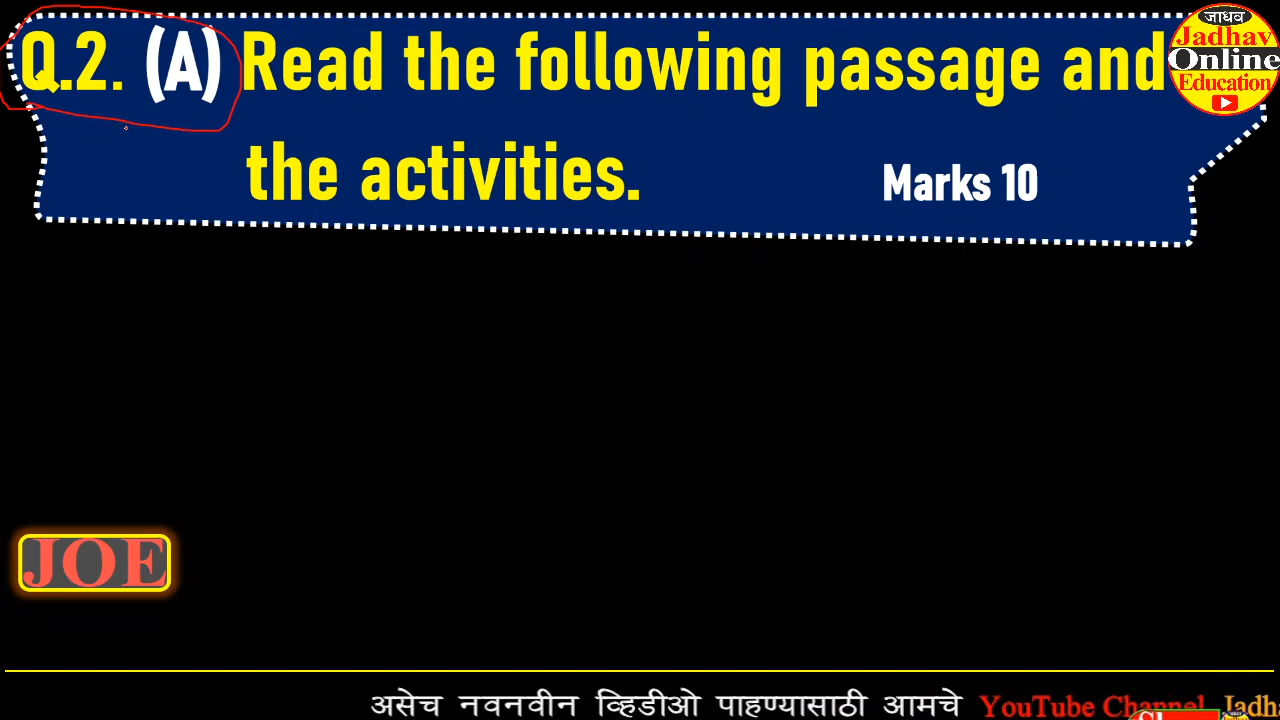 Q.2. (A) Read the following passage and
the activities. Marks 10
जाधव
Jadhav
Online
Education
JOE
असेच नवनवीन व्हिडीओ पाहण्यासाठी आमचे YouTube Channel Jadh